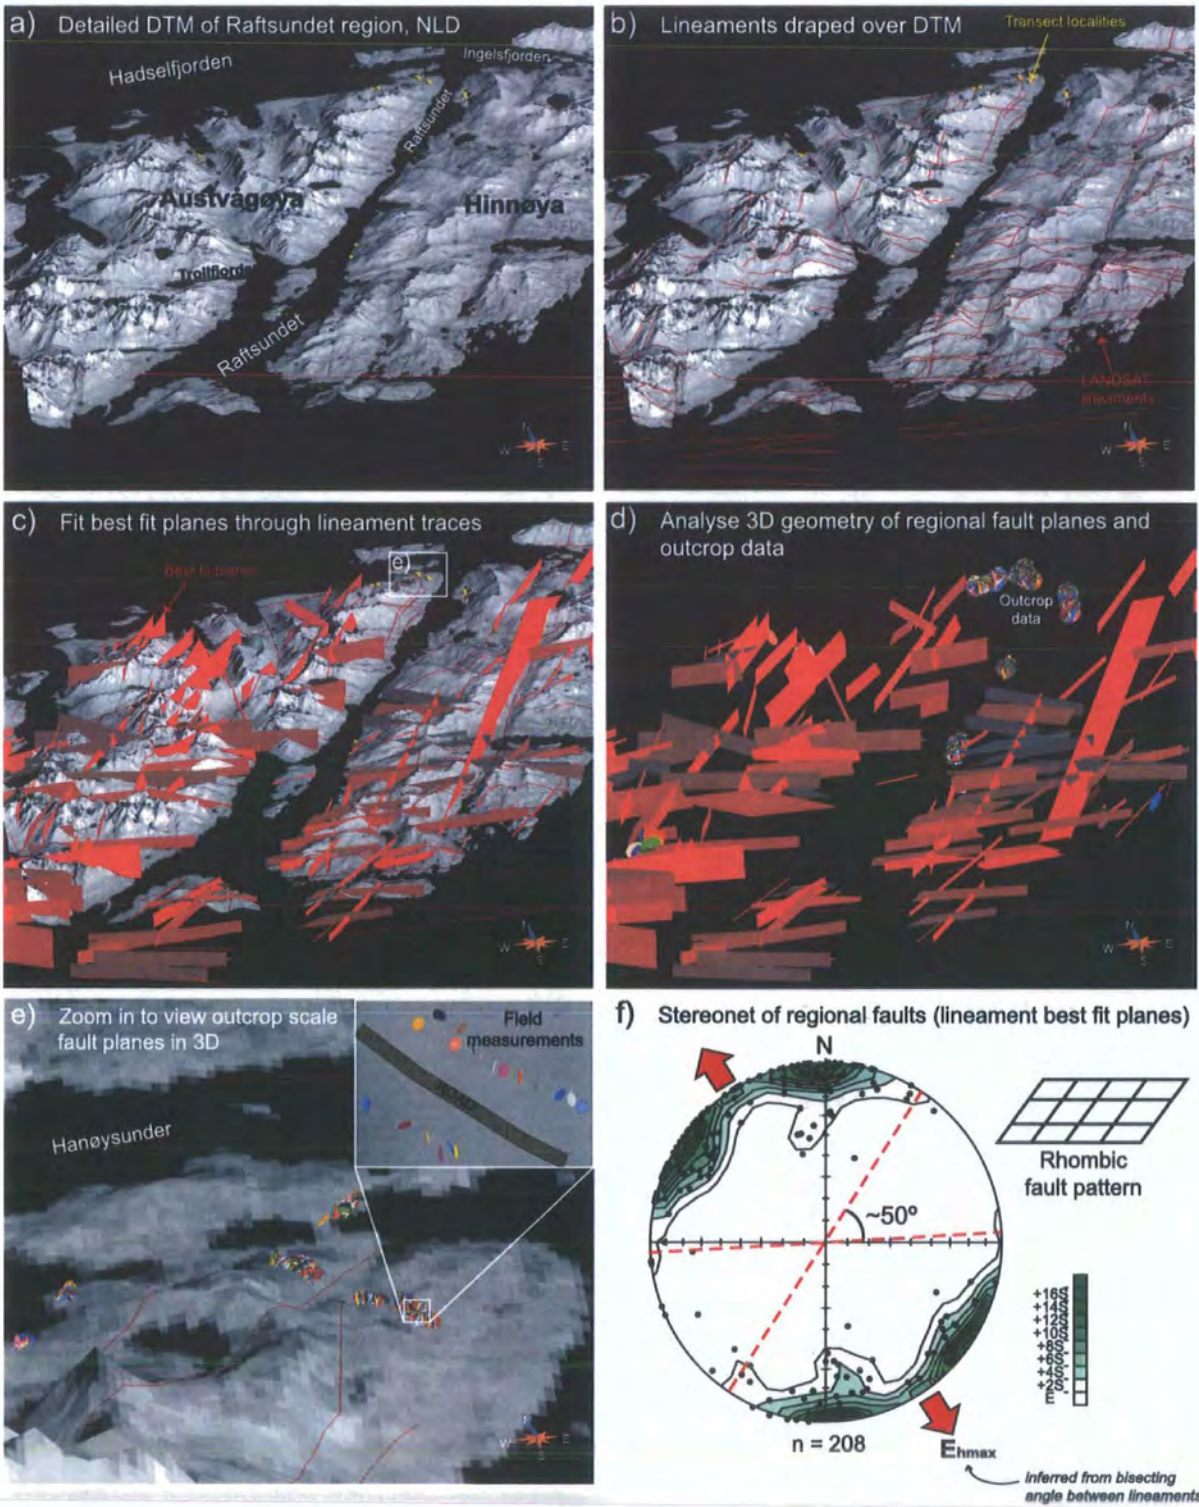 a) Detailed DTM of Raftsundet region, NLD
Hadselfjorden
Ingelsfjorden
Raftsundet
Austvågøya
Hinnøya
Trollfjorden
Raftsundet
W E
S
b) Lineaments draped over DTM
Transect localities
LANDSAT
lineaments
W E
S
c) Fit best fit planes through lineament traces
Best fit planes
e)
W E
S
d) Analyse 3D geometry of regional fault planes and
outcrop data
Outcrop
data
N
W E
S
e) Zoom in to view outcrop scale
fault planes in 3D
Field
measurements
Hanøysunder
N
W E
S
f) Stereonet of regional faults (lineament best fit planes)
N
~50º
Rhombic
fault pattern
+16S
+14S
+12S
+10S
+8S
+6S
+4S
+2S
E
n = 208
Ehmax
Inferred from bisecting
angle between lineaments